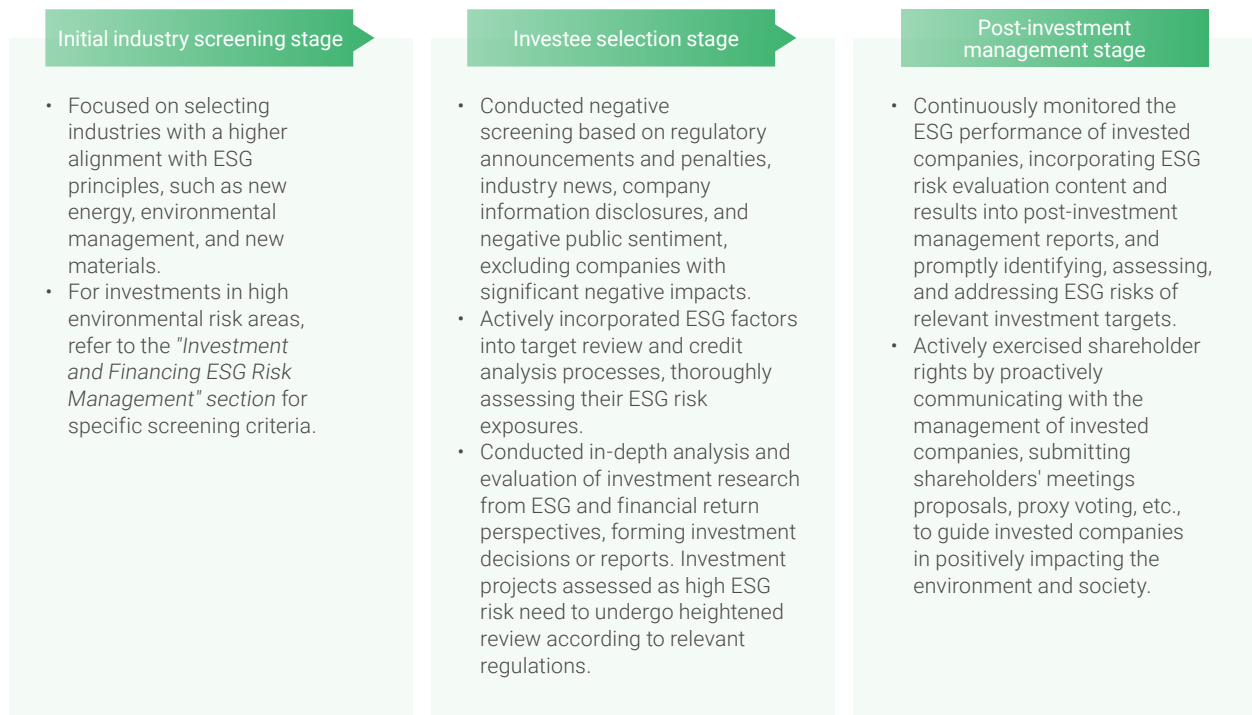 Initial industry screening stage
• Focused on selecting
industries with a higher
alignment with ESG
principles, such as new
energy, environmental
management, and new
materials.
• For investments in high
environmental risk areas,
refer to the "Investment
and Financing ESG Risk
Management" section for
specific screening criteria.
Investee selection stage
• Conducted negative
screening based on regulatory
announcements and penalties,
industry news, company
information disclosures, and
negative public sentiment,
excluding companies with
significant negative impacts.
• Actively incorporated ESG factors
into target review and credit
analysis processes, thoroughly
assessing their ESG risk
exposures.
• Conducted in-depth analysis and
evaluation of investment research
from ESG and financial return
perspectives, forming investment
decisions or reports. Investment
projects assessed as high ESG
risk need to undergo heightened
review according to relevant
regulations.
Post-investment
management stage
• Continuously monitored the
ESG performance of invested
companies, incorporating ESG
risk evaluation content and
results into post-investment
management reports, and
promptly identifying, assessing,
and addressing ESG risks of
relevant investment targets.
• Actively exercised shareholder
rights by proactively
communicating with the
management of invested
companies, submitting
shareholders' meetings
proposals, proxy voting, etc.,
to guide invested companies
in positively impacting the
environment and society.